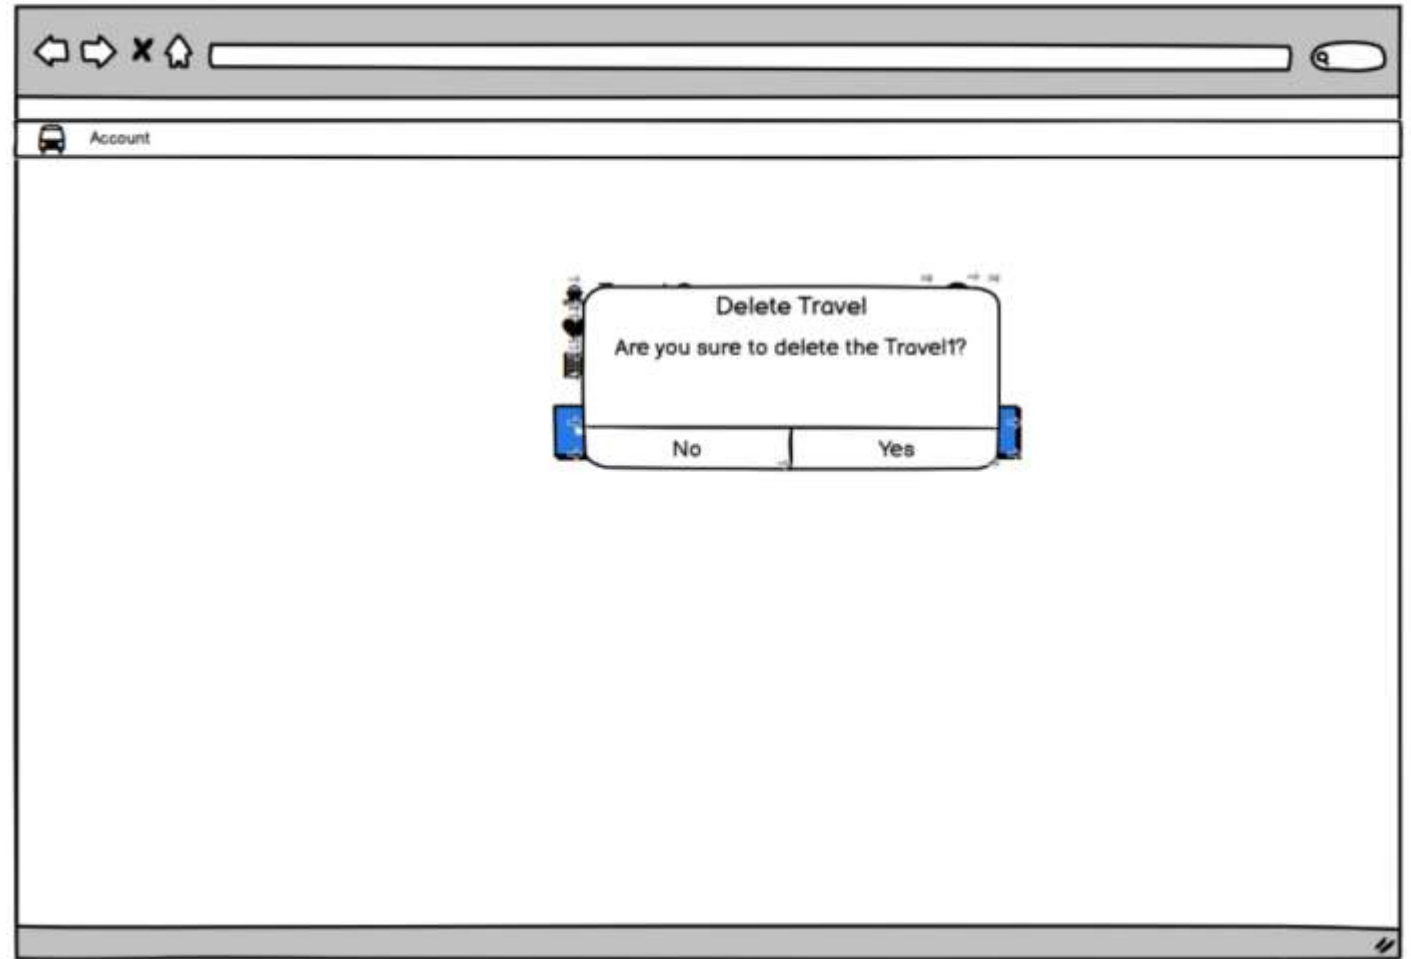 Account
Delete Travel
Are you sure to delete the Travel1?
No
Yes